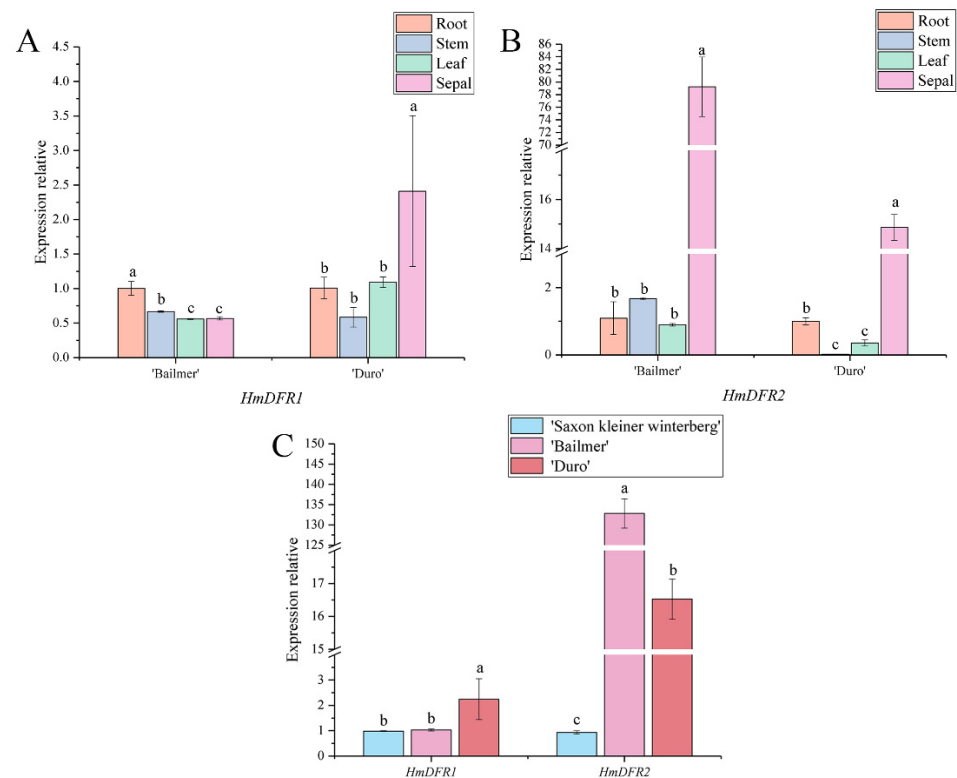 A
Root
Stem
Leaf
Sepal
4.5
4.0
3.5
3.0
2.5
2.0
1.5
1.0
0.5
0.0
Expression relative
a
b
c
c
b
b
b
a
'Bailmer'
'Duro'
HmDFR1
B
Root
Stem
Leaf
Sepal
86
84
82
80
78
76
74
72
70
16
15
14
2
1
0
Expression relative
b
b
b
a
b
c
c
a
'Bailmer'
'Duro'
HmDFR2
C
'Saxon kleiner winterberg'
'Bailmer'
'Duro'
150
145
140
135
130
125
17
16
15
3
2
1
0
Expression relative
b
b
a
c
a
b
HmDFR1
HmDFR2